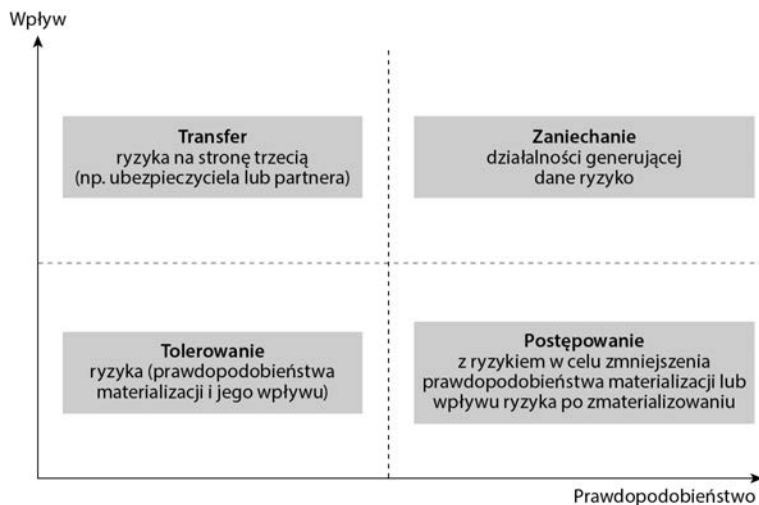 Wpływ
Transfer
ryzyka na stronę trzecią
(np. ubezpieczyciela lub partnera)
Zaniechanie
działalności generującej
dane ryzyko
Tolerowanie
ryzyka (prawdopodobieństwa
materializacji i jego wpływu)
Postępowanie
z ryzykiem w celu zmniejszenia
prawdopodobieństwa materializacji lub
wpływu ryzyka po zmaterializowaniu
Prawdopodobieństwo